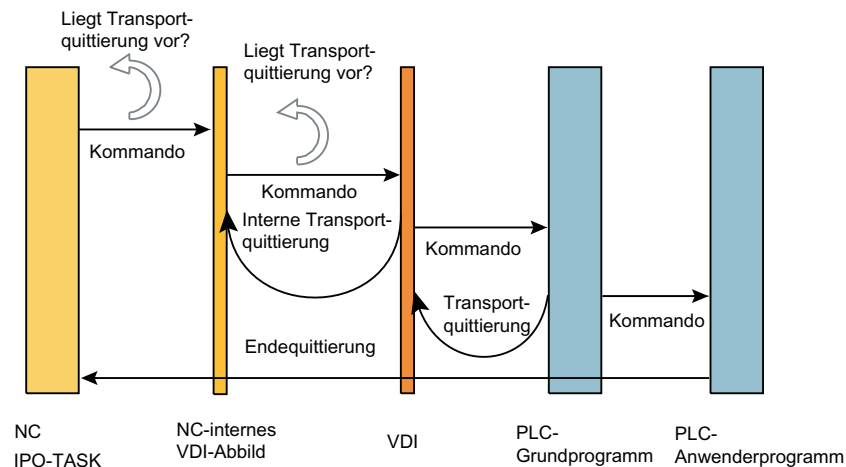 Liegt Transport-
quittierung vor?
Liegt Transport-
quittierung vor?
Kommando
Kommando
Interne Transport-
quittierung
Kommando
Transport-
quittierung
Kommando
Endequittierung
NC
IPO-TASK
NC-internes
VDI-Abbild
VDI
PLC-
Grundprogramm
PLC-
Anwenderprogramm